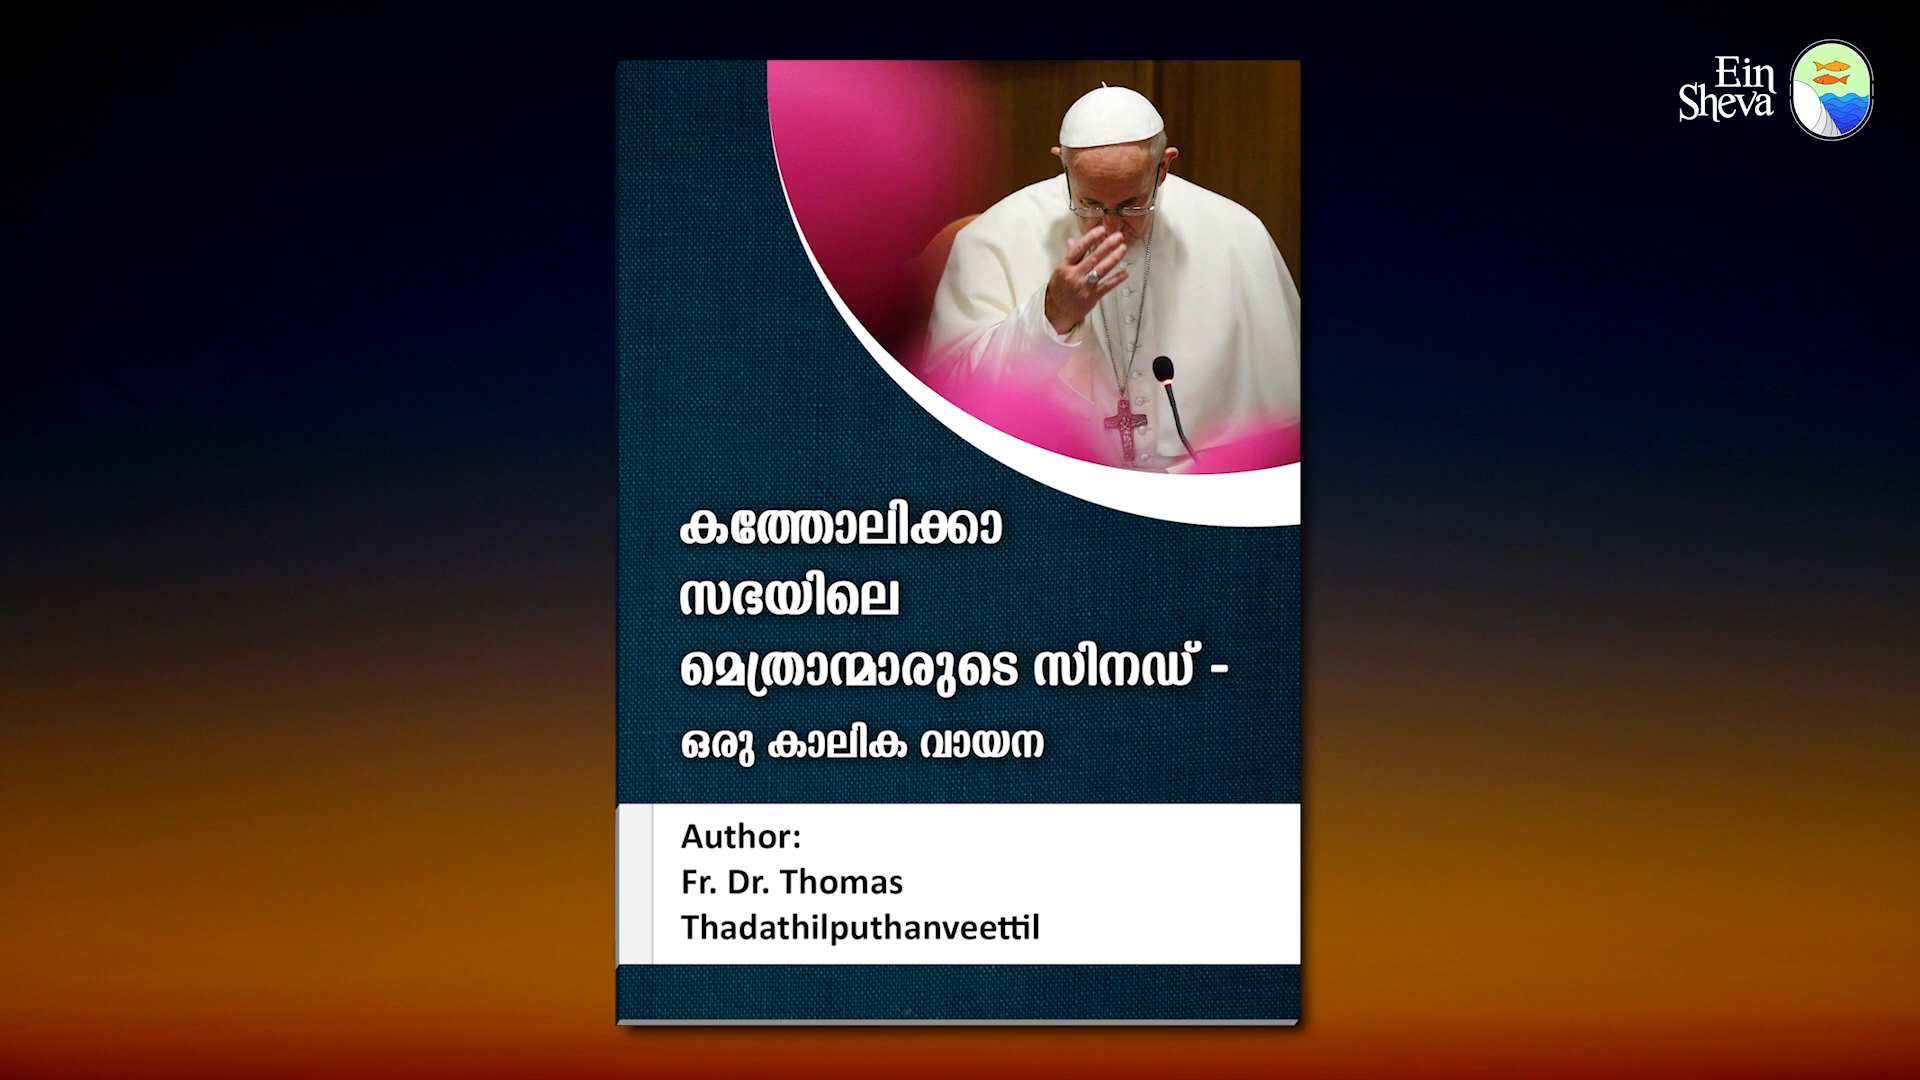 Ein
Sheva
കത്തോലിക്കാ
സഭയിലെ
മെത്രാന്മാരുടെ സിനഡ് -
ഒരു കാലിക വായന
Author:
Fr. Dr. Thomas
Thadathilputhanveettil